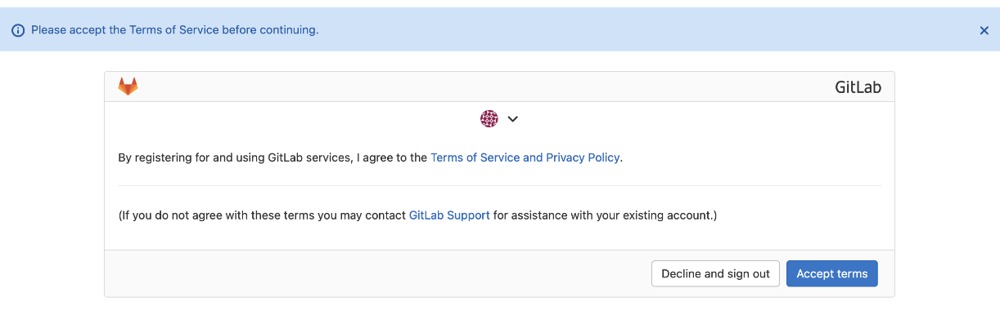 Please accept the Terms of Service before continuing.
GitLab
By registering for and using GitLab services, I agree to the Terms of Service and Privacy Policy.
(If you do not agree with these terms you may contact GitLab Support for assistance with your existing account.)
Decline and sign out
Accept terms